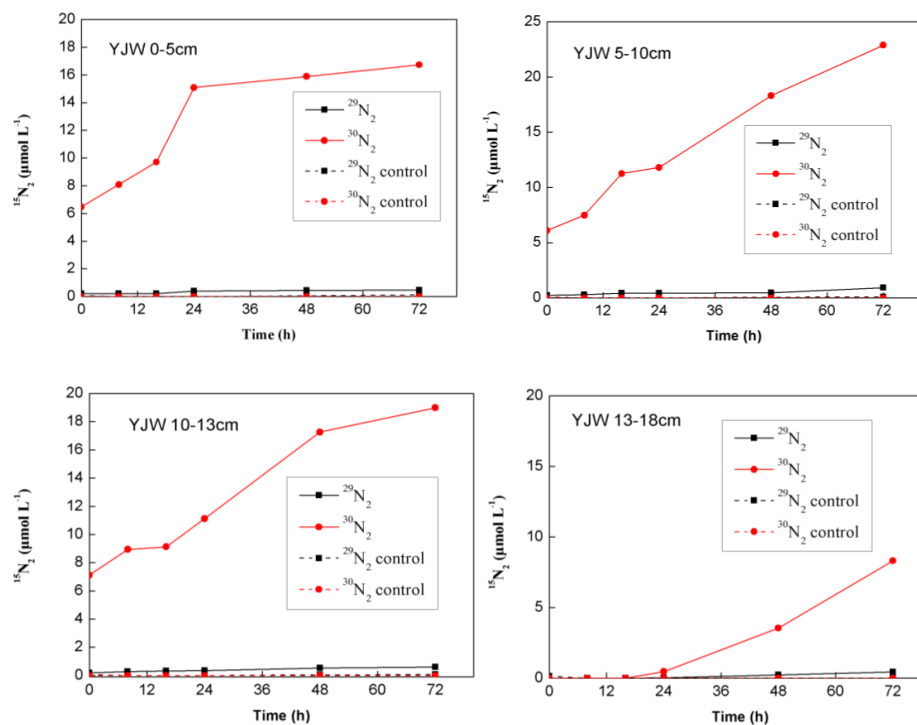 YJW 0-5cm
20
18
16
14
12
10
8
6
4
2
0
¹⁵N₂ (μmol L⁻¹)
²⁹N₂
³⁰N₂
²⁹N₂ control
³⁰N₂ control
0 12 24 36 48 60 72
Time (h)
YJW 5-10cm
25
20
15
10
5
0
¹⁵N₂ (μmol L⁻¹)
²⁹N₂
³⁰N₂
²⁹N₂ control
³⁰N₂ control
0 12 24 36 48 60 72
Time (h)
YJW 10-13cm
20
18
16
14
12
10
8
6
4
2
0
¹⁵N₂ (μmol L⁻¹)
²⁹N₂
³⁰N₂
²⁹N₂ control
³⁰N₂ control
0 12 24 36 48 60 72
Time (h)
YJW 13-18cm
20
15
10
5
0
¹⁵N₂ (μmol L⁻¹)
²⁹N₂
³⁰N₂
²⁹N₂ control
³⁰N₂ control
0 12 24 36 48 60 72
Time (h)